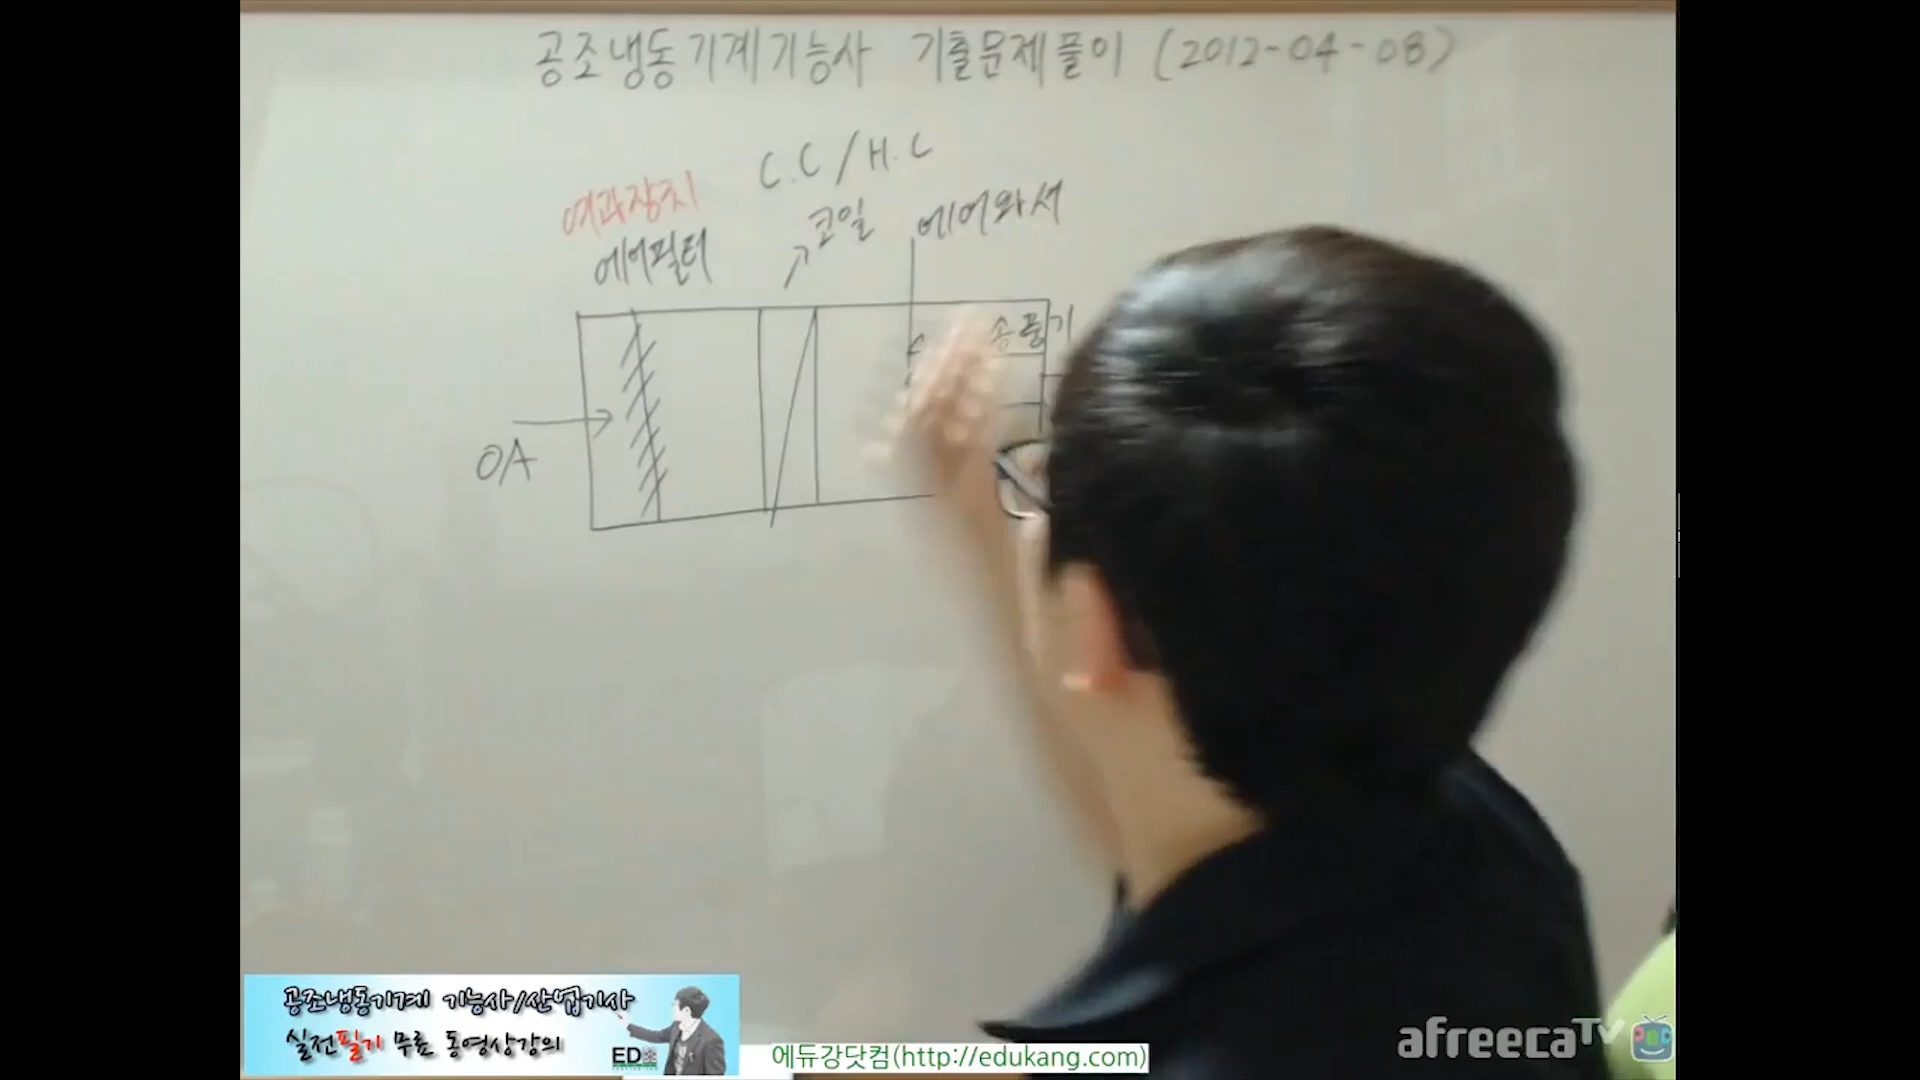 공조냉동기계기능사 기출문제풀이 (2012-04-08)
C.C / H.C
여과장치
코일
에어와셔
에어필터
송풍기
OA
공조냉동기계 기능사/산업기사
실전필기 무료 동영상강의
에듀강닷컴(http://edukang.com)
afreecaTV